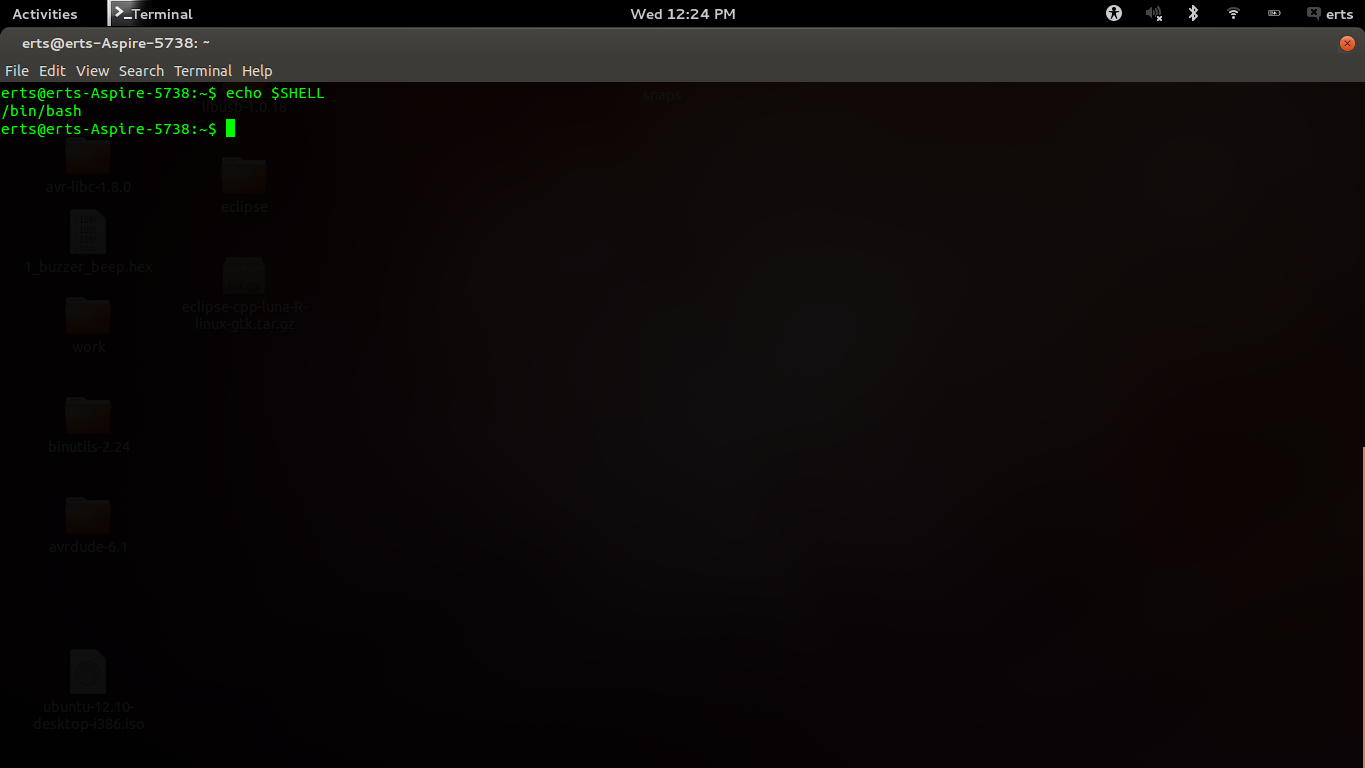 Activities
Terminal
Wed 12:24 PM
erts
erts@erts-Aspire-5738: ~
File Edit View Search Terminal Help
erts@erts-Aspire-5738:~$ echo $SHELL
/bin/bash
erts@erts-Aspire-5738:~$
snaps
libusb-1.0.18
avr-libc-1.8.0
eclipse
1_buzzer_beep.hex
eclipse-cpp-luna-R-
linux-gtk.tar.gz
work
binutils-2.24
avrdude-6.1
ubuntu-12.10-
desktop-i386.iso